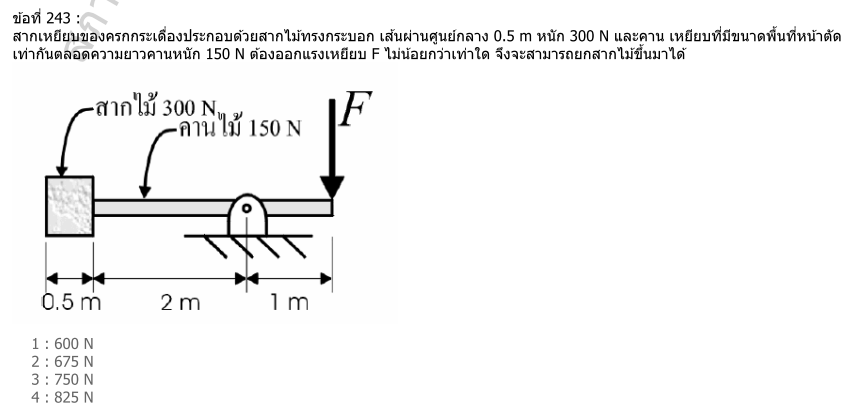 ข้อที่ 243 :
สากเหยียบของครกกระเดื่องประกอบด้วยสากไม้ทรงกระบอก เส้นผ่านศูนย์กลาง 0.5 m หนัก 300 N และคาน เหยียบที่มีขนาดพื้นที่หน้าตัด
เท่ากันตลอดความยาวคานหนัก 150 N ต้องออกแรงเหยียบ F ไม่น้อยกว่าเท่าใด จึงจะสามารถยกสากไม้ขึ้นมาได้
สากไม้ 300 N
คานไม้ 150 N
F
0.5 m
2 m
1 m
1 : 600 N
2 : 675 N
3 : 750 N
4 : 825 N